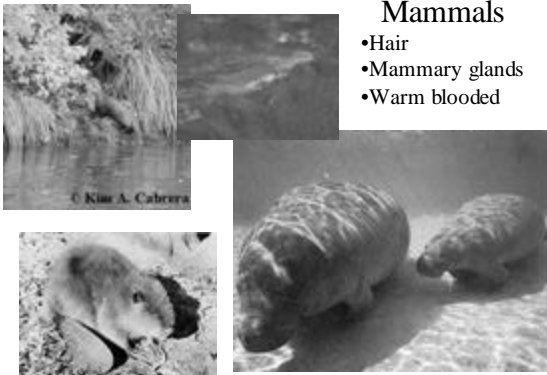 Mammals
•Hair
•Mammary glands
•Warm blooded
© Kim A. Cabrera